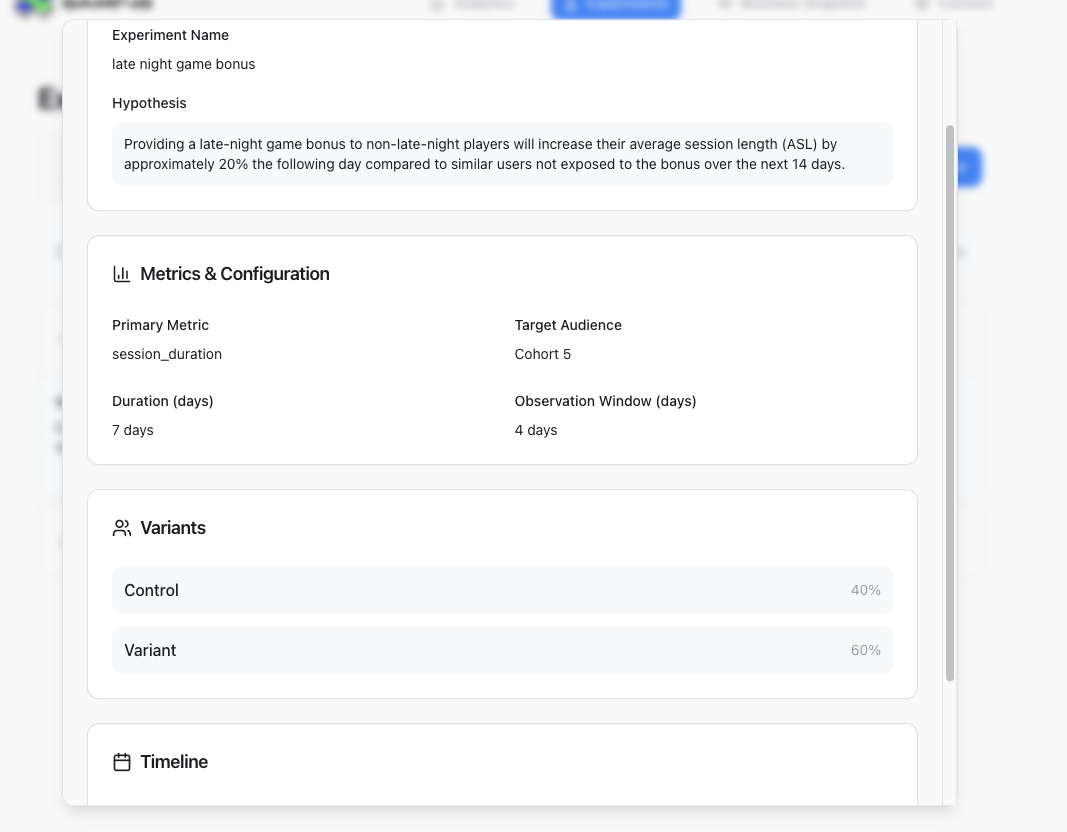 Experiment Name
late night game bonus
Hypothesis
Providing a late-night game bonus to non-late-night players will increase their average session length (ASL) by
approximately 20% the following day compared to similar users not exposed to the bonus over the next 14 days.
Metrics & Configuration
Primary Metric
Target Audience
session_duration
Cohort 5
Duration (days)
Observation Window (days)
7 days
4 days
Variants
Control
40%
Variant
60%
Timeline